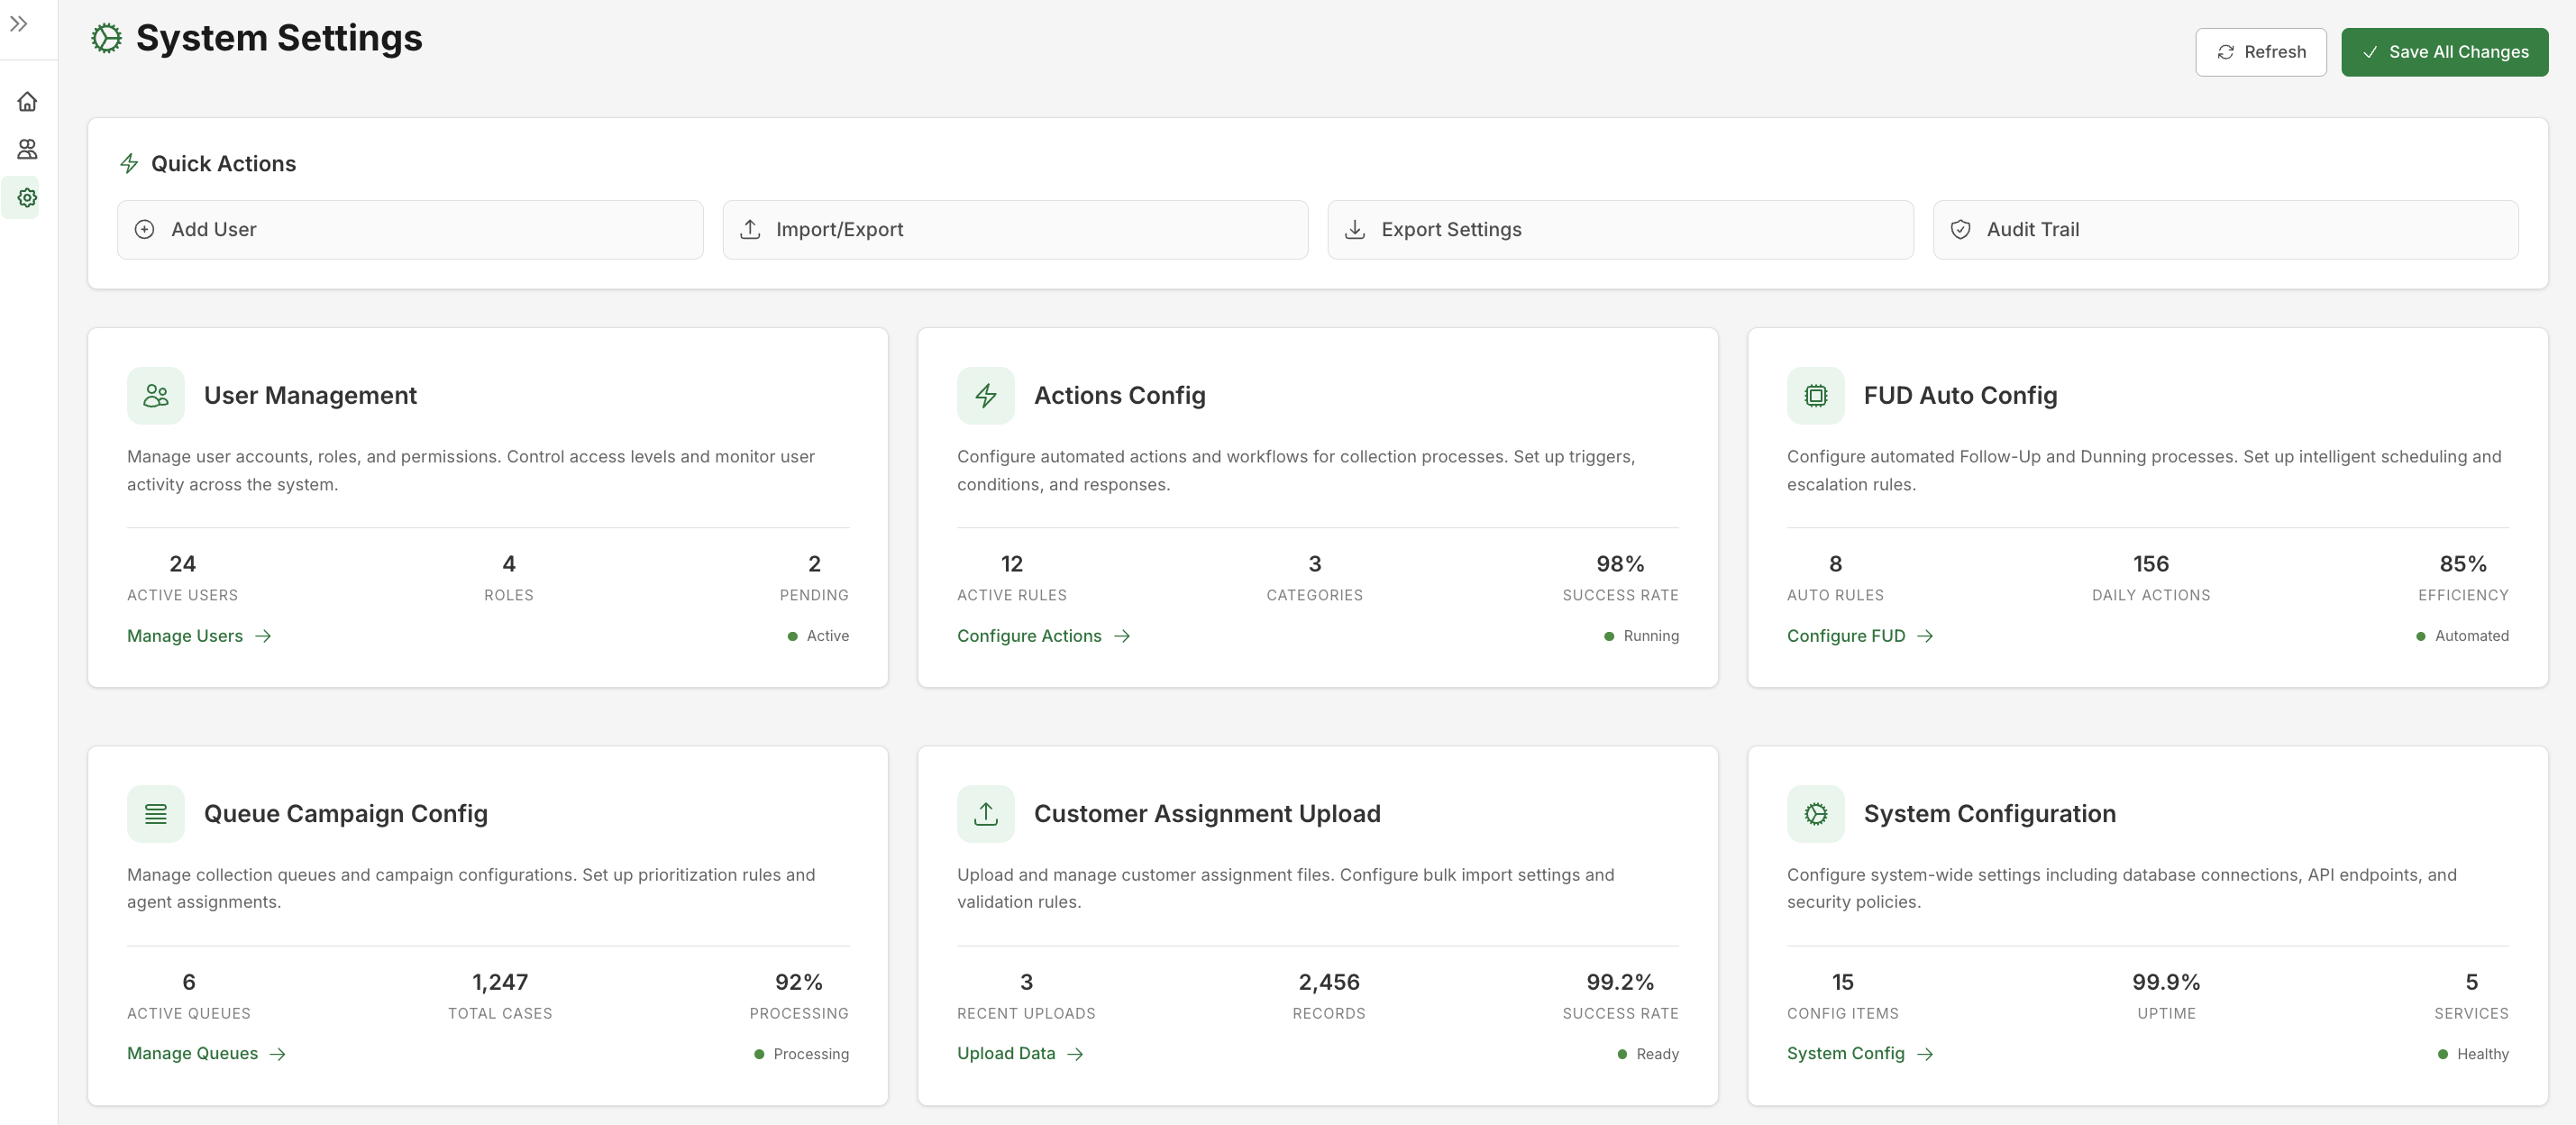 System Settings
Refresh
Save All Changes
Quick Actions
Add User
Import/Export
Export Settings
Audit Trail
User Management
Manage user accounts, roles, and permissions. Control access levels and monitor user
activity across the system.
24
ACTIVE USERS
4
ROLES
2
PENDING
Manage Users
Active
Actions Config
Configure automated actions and workflows for collection processes. Set up triggers,
conditions, and responses.
12
ACTIVE RULES
3
CATEGORIES
98%
SUCCESS RATE
Configure Actions
Running
FUD Auto Config
Configure automated Follow-Up and Dunning processes. Set up intelligent scheduling and
escalation rules.
8
AUTO RULES
156
DAILY ACTIONS
85%
EFFICIENCY
Configure FUD
Automated
Queue Campaign Config
Manage collection queues and campaign configurations. Set up prioritization rules and
agent assignments.
6
ACTIVE QUEUES
1,247
TOTAL CASES
92%
PROCESSING
Manage Queues
Processing
Customer Assignment Upload
Upload and manage customer assignment files. Configure bulk import settings and
validation rules.
3
RECENT UPLOADS
2,456
RECORDS
99.2%
SUCCESS RATE
Upload Data
Ready
System Configuration
Configure system-wide settings including database connections, API endpoints, and
security policies.
15
CONFIG ITEMS
99.9%
UPTIME
5
SERVICES
System Config
Healthy